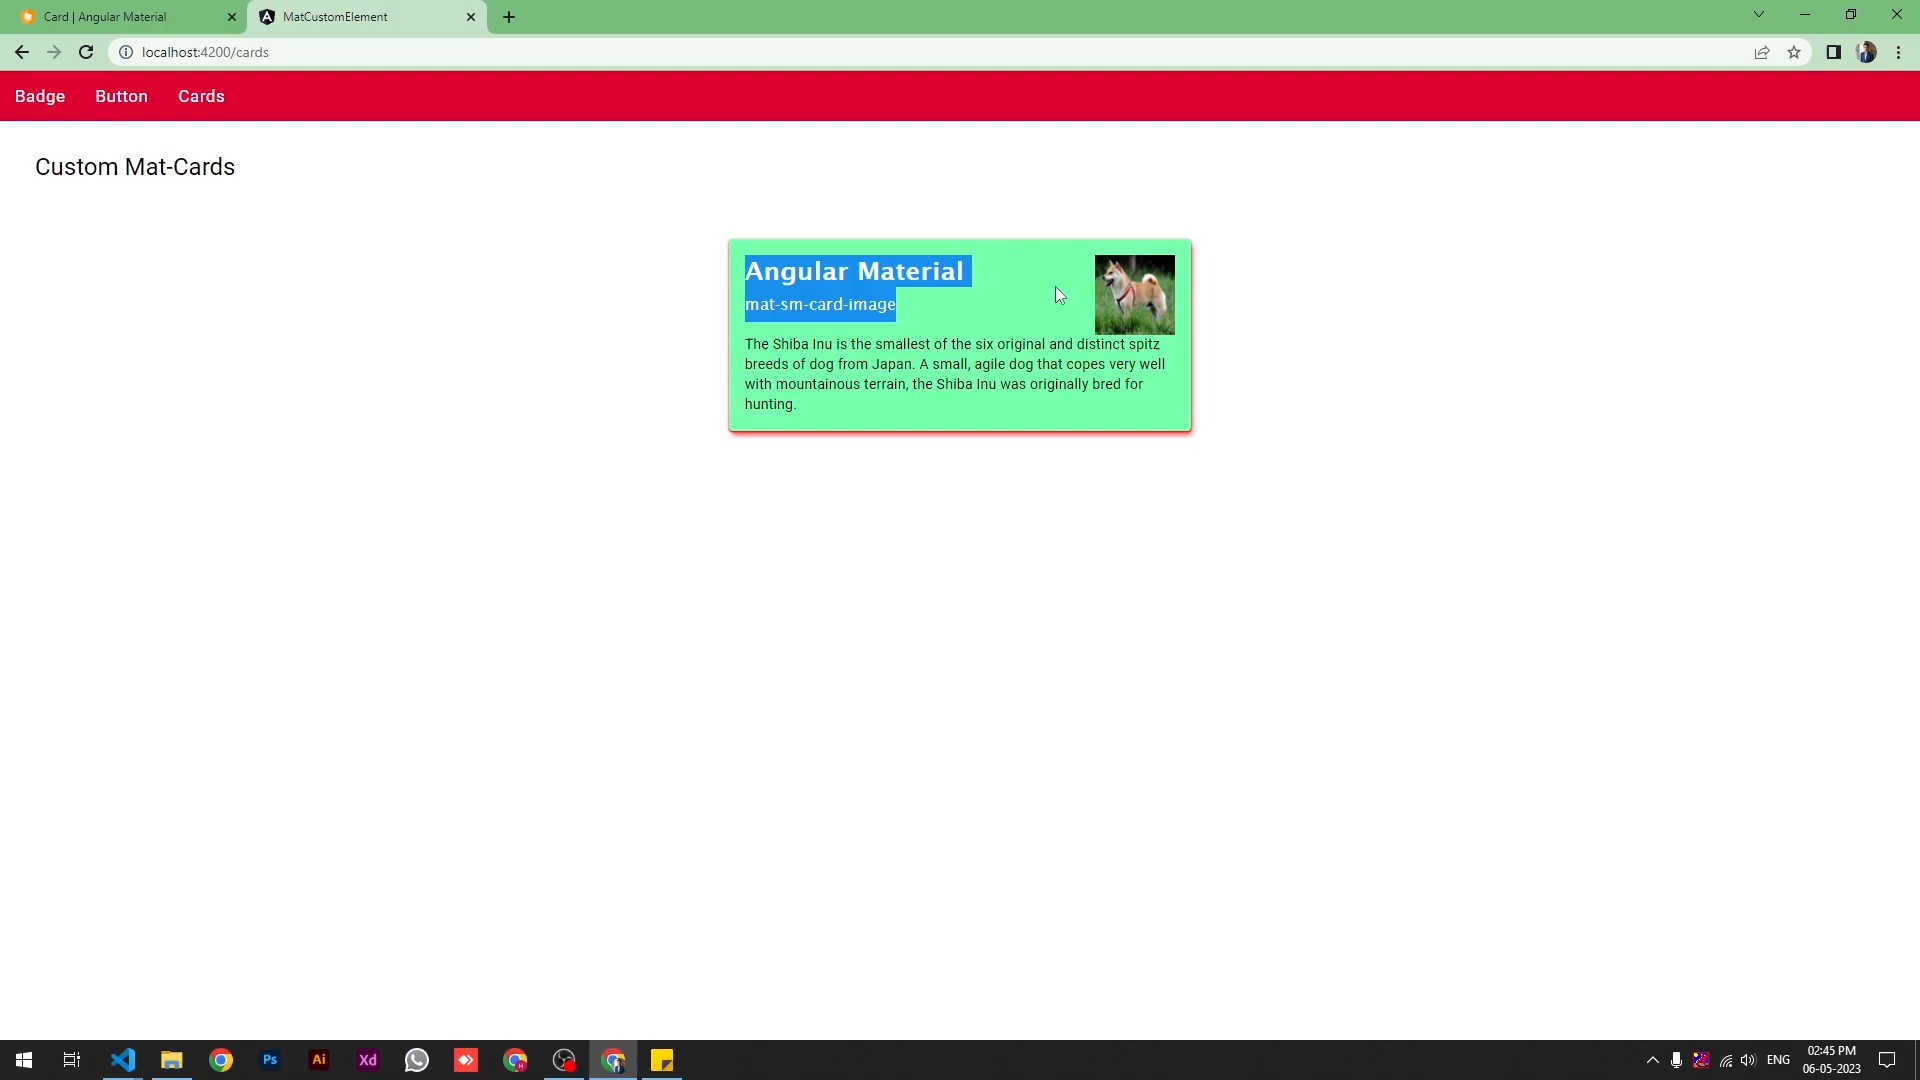 Card | Angular Material
MatCustomElement
localhost:4200/cards
Badge Button Cards
Custom Mat-Cards
Angular Material
mat-sm-card-image
The Shiba Inu is the smallest of the six original and distinct spitz
breeds of dog from Japan. A small, agile dog that copes very well
with mountainous terrain, the Shiba Inu was originally bred for
hunting.
Ps Ai Xd
ENG
02:45 PM
06-05-2023